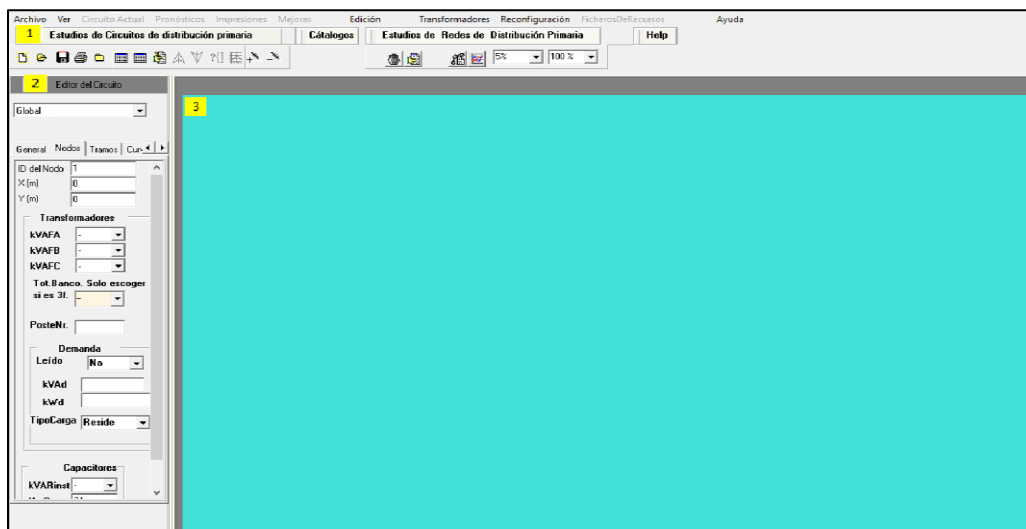 Archivo Ver Circuito Actual Pronósticos Impresiones Mejoras Edición Transformadores Reconfiguración FicherosDeRecursos Ayuda
1 Estudios de Circuitos de distribución primaria Cátalogos Estudios de Redes de Distribución Primaria Help
5% 100 %
2 Editor del Circuito
3
Global
General Nodos Tramos
ID del Nodo 1
X (m) 0
Y (m) 0
Transformadores
kVAFA -
kVAFB -
kVAFC -
Tot.Banco. Solo escoger
si es 3f. -
PosteNr.
Demanda
Leído No
kVAd
kWd
TipoCarga Reside
Capacitores
kVARinst -